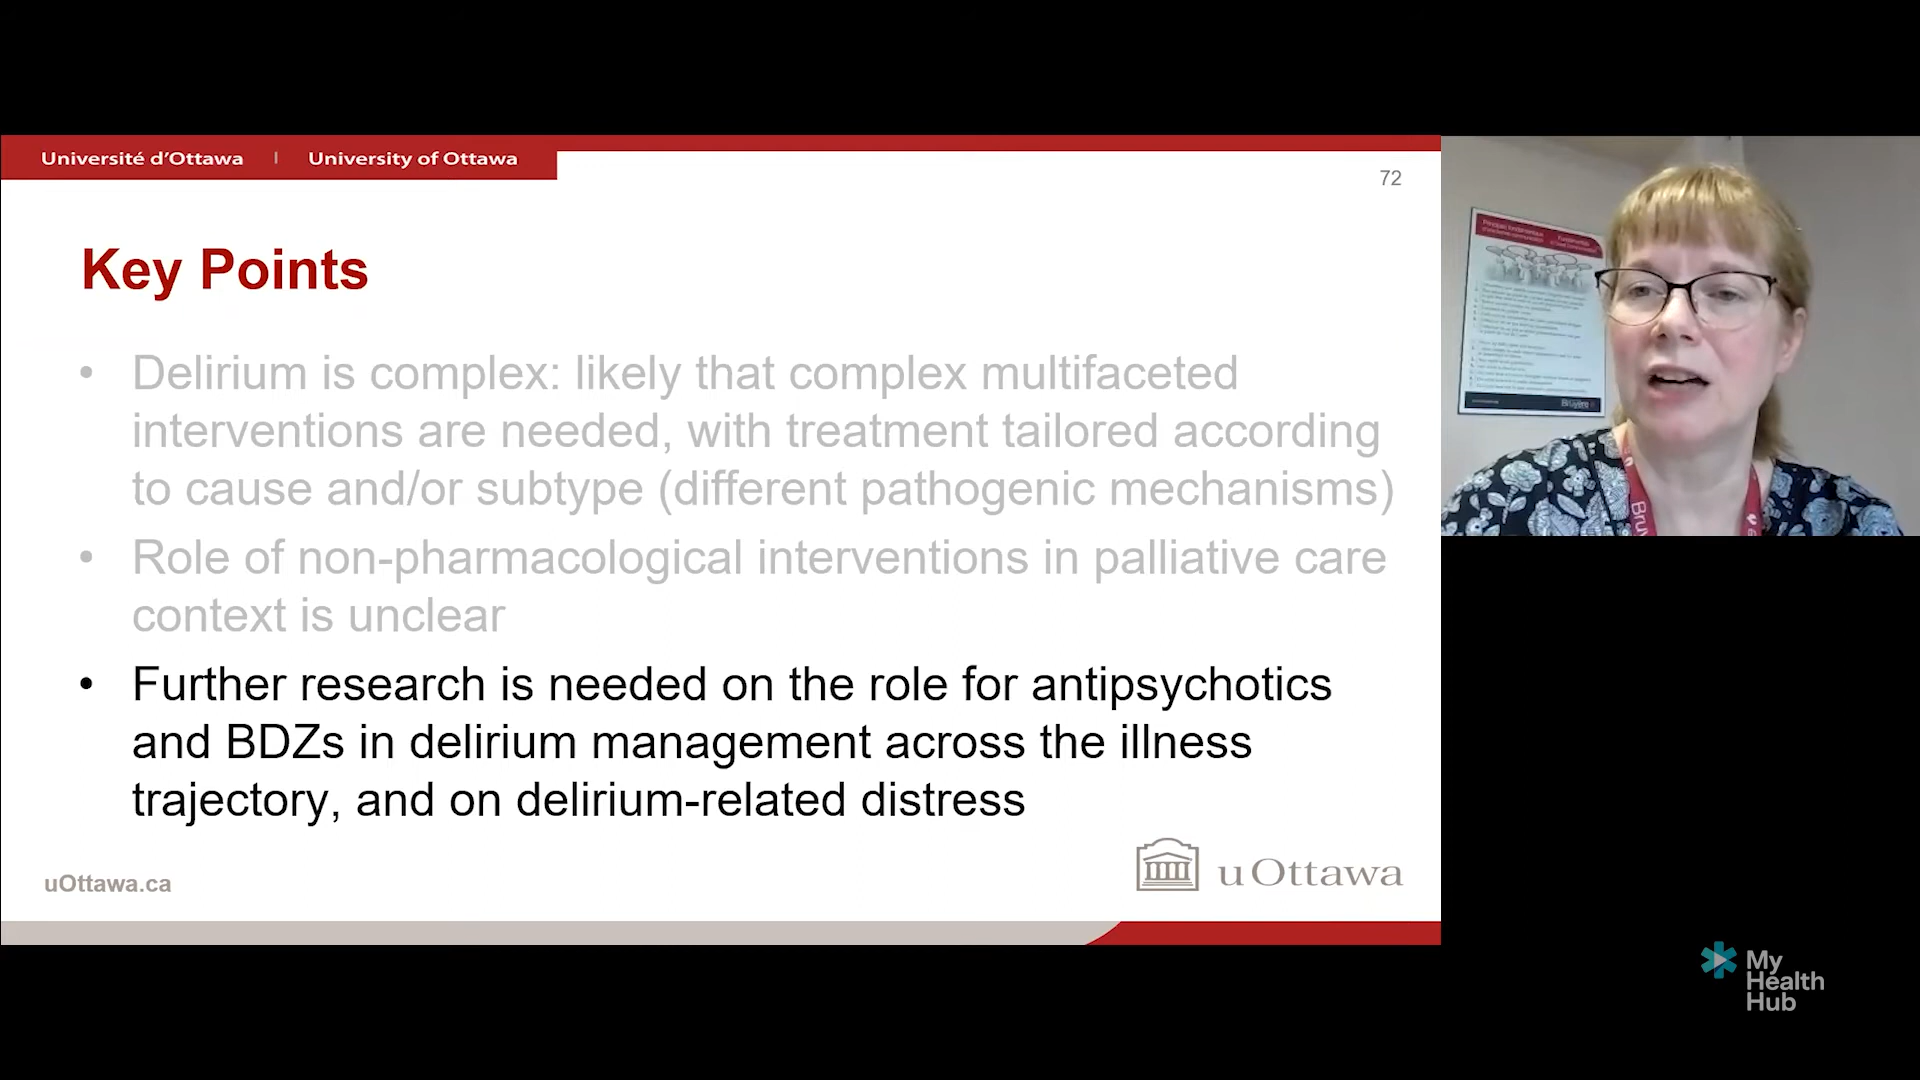 Université d'Ottawa | University of Ottawa
72
Key Points
• Delirium is complex: likely that complex multifaceted
interventions are needed, with treatment tailored according
to cause and/or subtype (different pathogenic mechanisms)
• Role of non-pharmacological interventions in palliative care
context is unclear
• Further research is needed on the role for antipsychotics
and BDZs in delirium management across the illness
trajectory, and on delirium-related distress
uOttawa.ca
uOttawa
Bruyère
Bru
My
Health
Hub